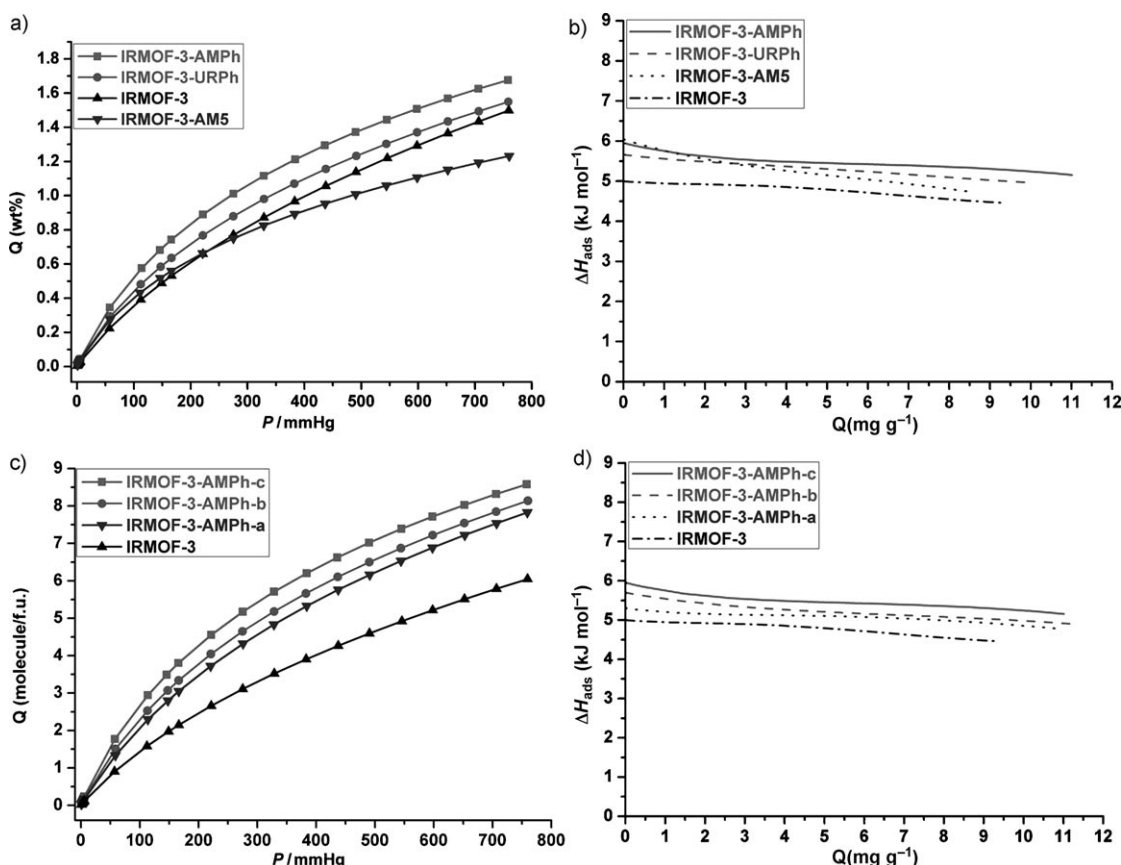 a)
IRMOF-3-AMPh
IRMOF-3-URPh
IRMOF-3
IRMOF-3-AM5
1.8
1.6
1.4
1.2
1.0
0.8
0.6
0.4
0.2
0.0
Q (wt%)
0 100 200 300 400 500 600 700 800
P / mmHg
b)
IRMOF-3-AMPh
IRMOF-3-URPh
IRMOF-3-AM5
IRMOF-3
9
8
7
6
5
4
3
2
1
0
ΔHads (kJ mol⁻¹)
0 1 2 3 4 5 6 7 8 9 10 11 12
Q(mg g⁻¹)
c)
IRMOF-3-AMPh-c
IRMOF-3-AMPh-b
IRMOF-3-AMPh-a
IRMOF-3
9
8
7
6
5
4
3
2
1
0
Q (molecule/f.u.)
0 100 200 300 400 500 600 700 800
P / mmHg
d)
IRMOF-3-AMPh-c
IRMOF-3-AMPh-b
IRMOF-3-AMPh-a
IRMOF-3
9
8
7
6
5
4
3
2
1
0
ΔHads (kJ mol⁻¹)
0 1 2 3 4 5 6 7 8 9 10 11 12
Q(mg g⁻¹)